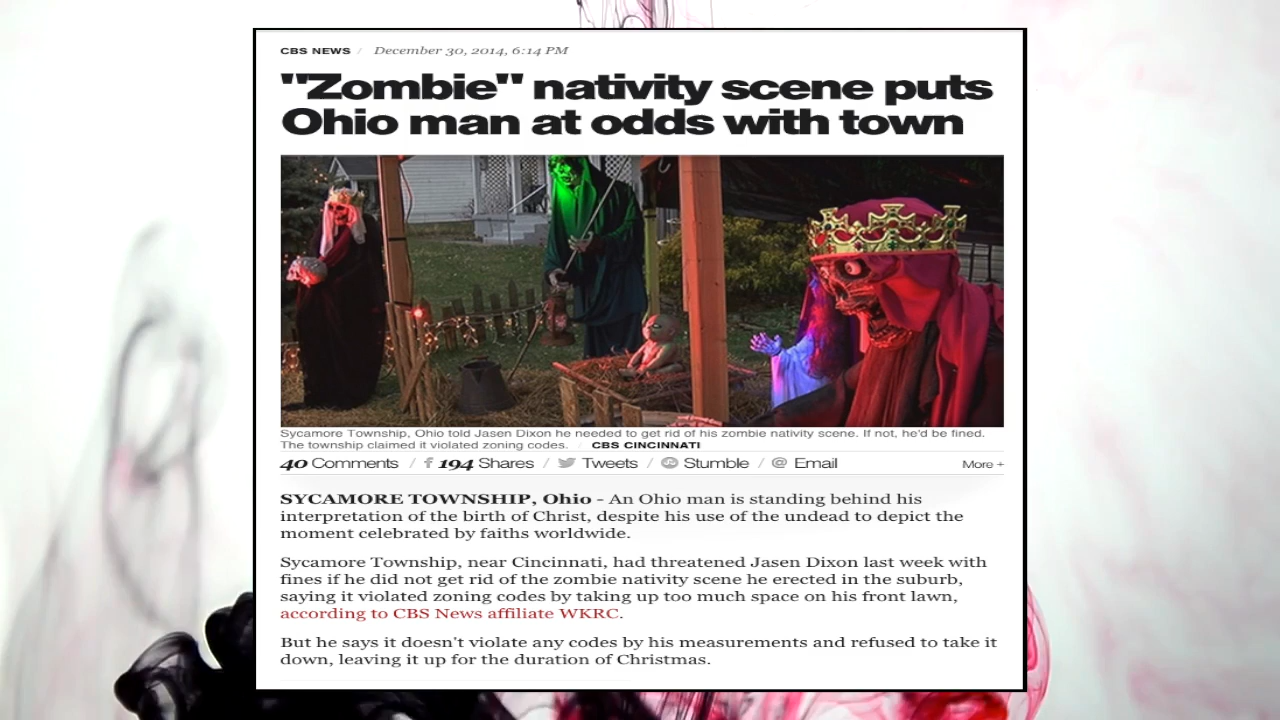 CBS NEWS / December 30, 2014, 6:14 PM
"Zombie" nativity scene puts
Ohio man at odds with town
Sycamore Township, Ohio told Jasen Dixon he needed to get rid of his zombie nativity scene. If not, he'd be fined.
The township claimed it violated zoning codes. / CBS CINCINNATI
40 Comments / f 194 Shares / Tweets / Stumble / @ Email More +
SYCAMORE TOWNSHIP, Ohio - An Ohio man is standing behind his
interpretation of the birth of Christ, despite his use of the undead to depict the
moment celebrated by faiths worldwide.
Sycamore Township, near Cincinnati, had threatened Jasen Dixon last week with
fines if he did not get rid of the zombie nativity scene he erected in the suburb,
saying it violated zoning codes by taking up too much space on his front lawn,
according to CBS News affiliate WKRC.
But he says it doesn't violate any codes by his measurements and refused to take it
down, leaving it up for the duration of Christmas.